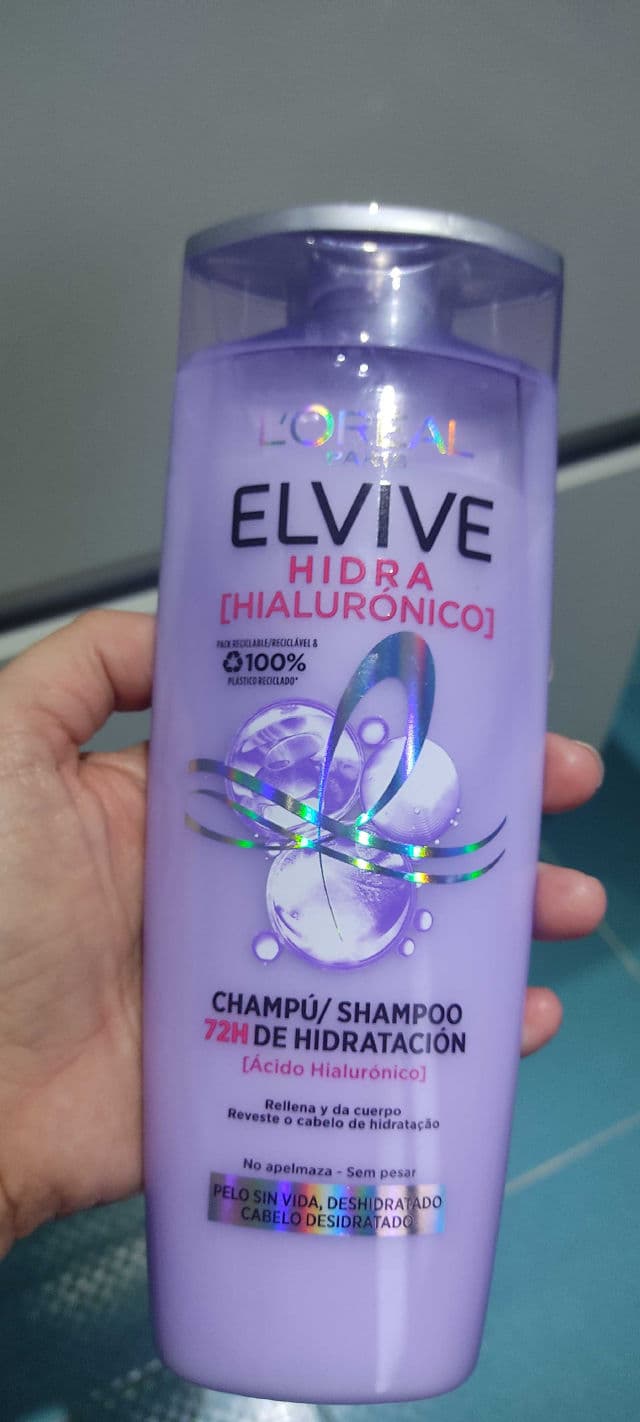 L'ORÉAL
PARIS
ELVIVE
HIDRA
[HIALURÓNICO]
PACK RECICLABLE/RECICLÁVEL &
100%
PLÁSTICO RECICLADO*
CHAMPÚ/ SHAMPOO
72H DE HIDRATACIÓN
[Ácido Hialurónico]
Rellena y da cuerpo
Reveste o cabelo de hidratação
No apelmaza - Sem pesar
PELO SIN VIDA, DESHIDRATADO
CABELO DESIDRATADO